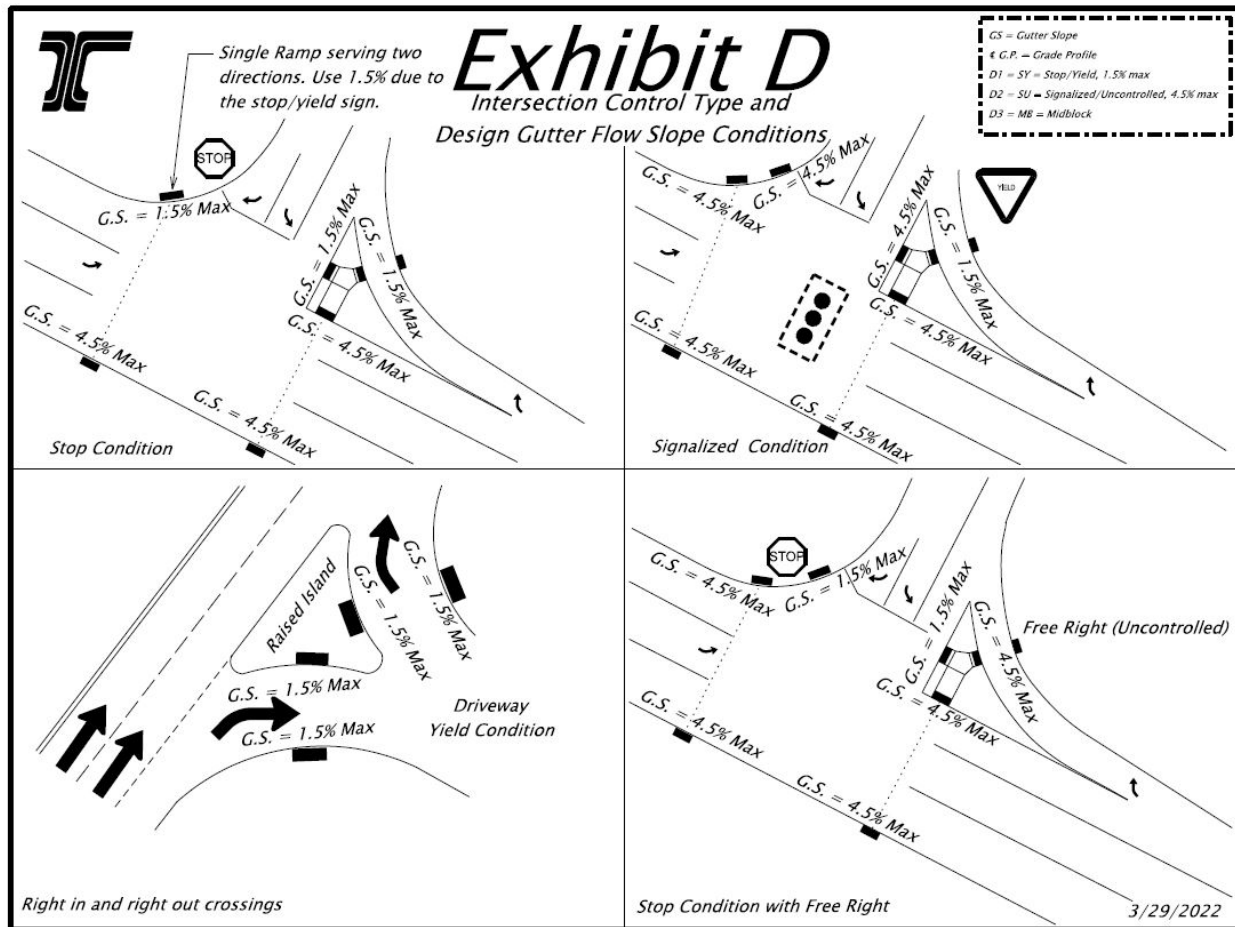 Exhibit D
Intersection Control Type and
Design Gutter Flow Slope Conditions
GS = Gutter Slope
℄ G.P. = Grade Profile
D1 = SY = Stop/Yield, 1.5% max
D2 = SU = Signalized/Uncontrolled, 4.5% max
D3 = MB = Midblock
Single Ramp serving two
directions. Use 1.5% due to
the stop/yield sign.
STOP
G.S. = 1.5% Max
G.S. = 1.5% Max
G.S. = 1.5% Max
G.S. = 4.5% Max
G.S. = 4.5% Max
G.S. = 4.5% Max
Stop Condition
G.S. = 4.5% Max
G.S. = 4.5% Max
G.S. = 4.5% Max
YIELD
G.S. = 1.5% Max
G.S. = 4.5% Max
G.S. = 4.5% Max
G.S. = 4.5% Max
Signalized Condition
Raised Island
G.S. = 1.5% Max
G.S. = 1.5% Max
G.S. = 1.5% Max
G.S. = 1.5% Max
Driveway
Yield Condition
Right in and right out crossings
STOP
G.S. = 4.5% Max
G.S. = 1.5% Max
G.S. = 1.5% Max
G.S. = 4.5% Max
Free Right (Uncontrolled)
G.S. = 4.5% Max
G.S. = 4.5% Max
G.S. = 4.5% Max
Stop Condition with Free Right
3/29/2022